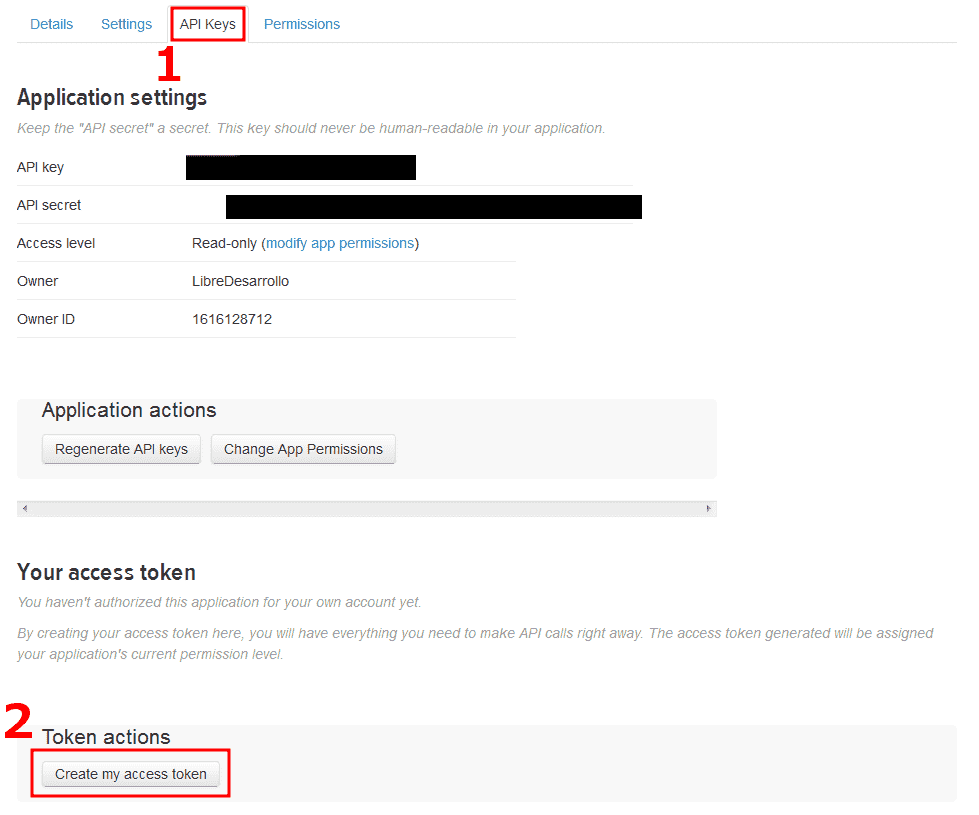 Details Settings API Keys Permissions
1
Application settings
Keep the "API secret" a secret. This key should never be human-readable in your application.
API key
API secret
Access level Read-only (modify app permissions)
Owner LibreDesarrollo
Owner ID 1616128712
Application actions
Regenerate API keys Change App Permissions
Your access token
You haven't authorized this application for your own account yet.
By creating your access token here, you will have everything you need to make API calls right away. The access token generated will be assigned
your application's current permission level.
2
Token actions
Create my access token